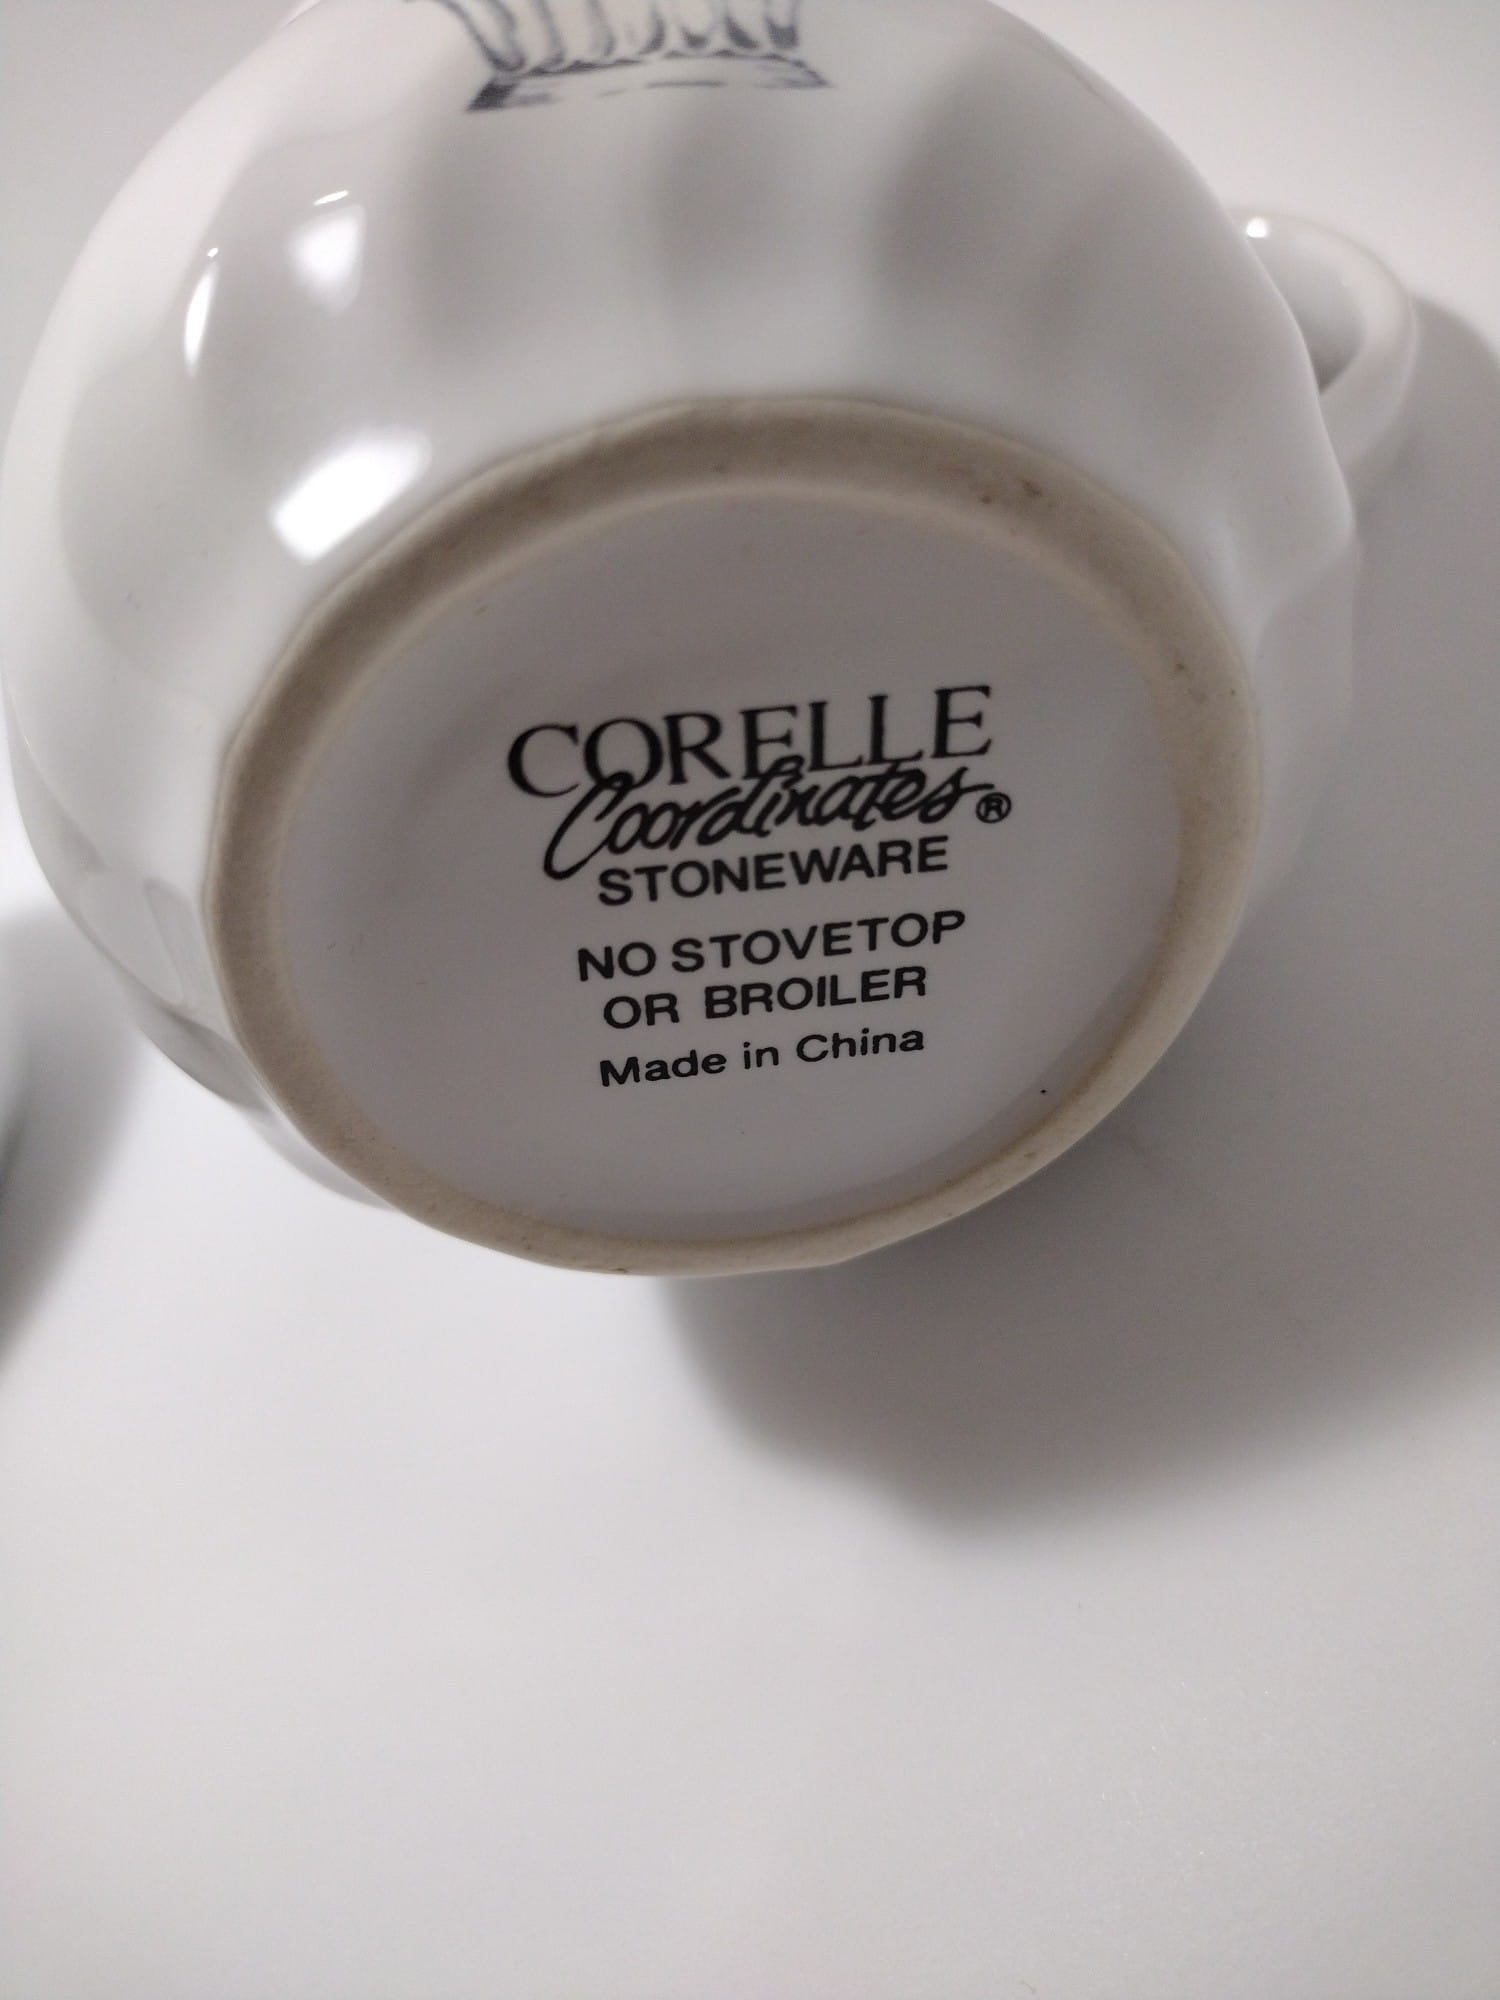 CORELLE
Coordinates®
STONEWARE
NO STOVETOP
OR BROILER
Made in China